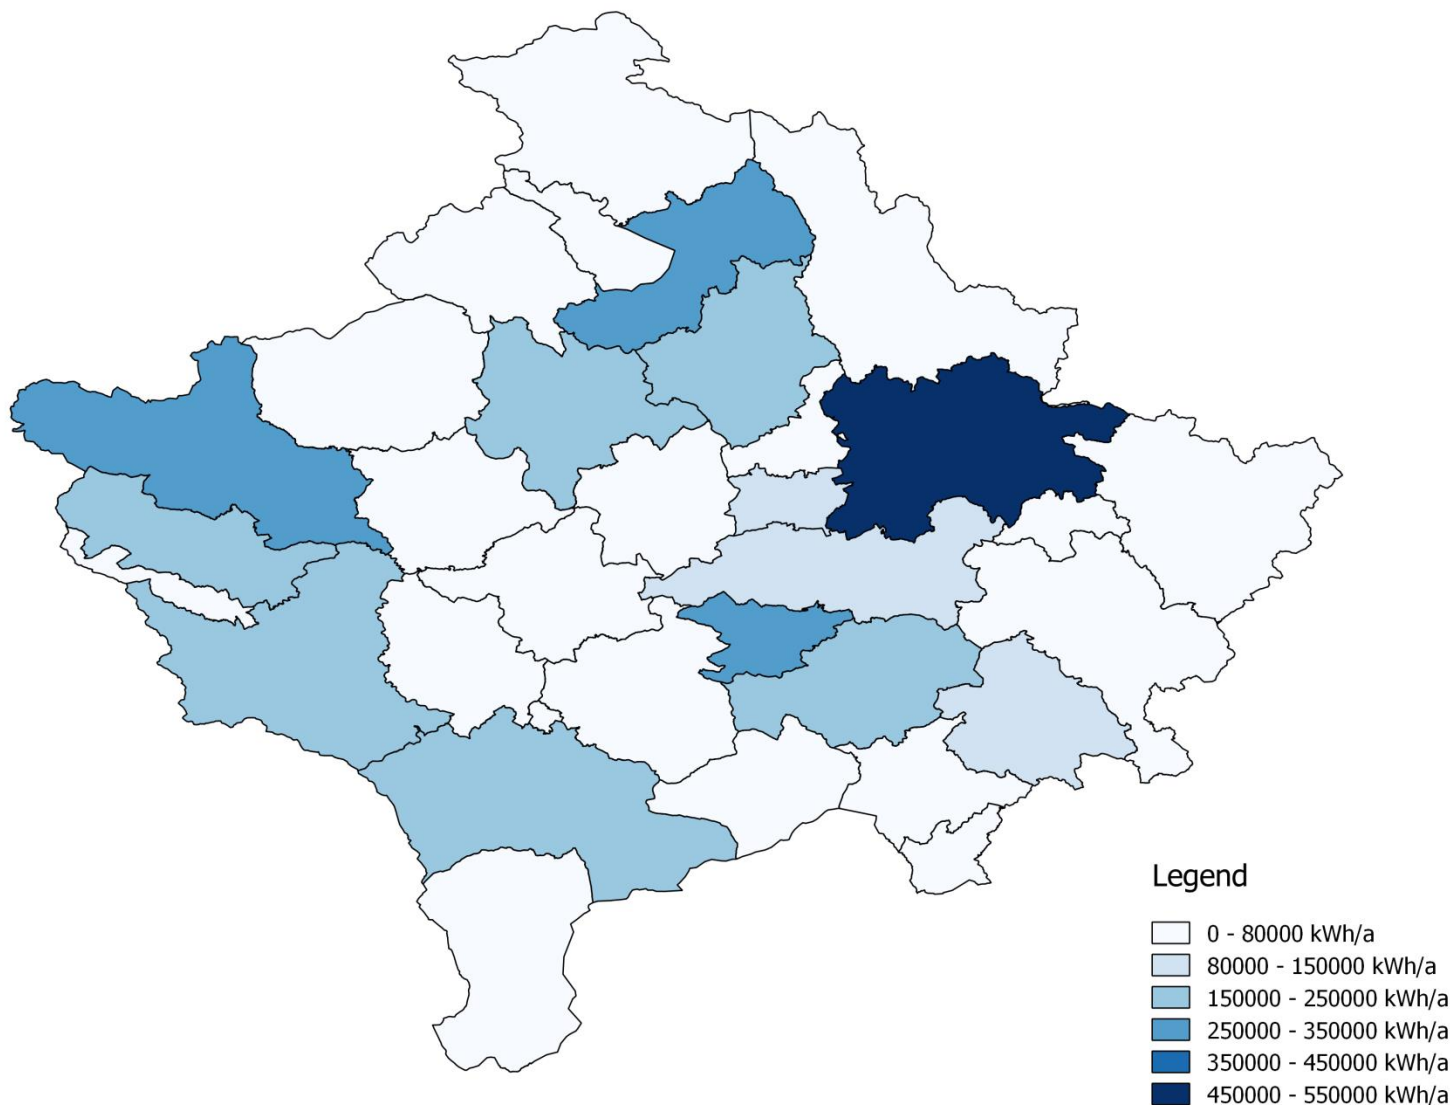 Legend
0 - 80000 kWh/a
80000 - 150000 kWh/a
150000 - 250000 kWh/a
250000 - 350000 kWh/a
350000 - 450000 kWh/a
450000 - 550000 kWh/a